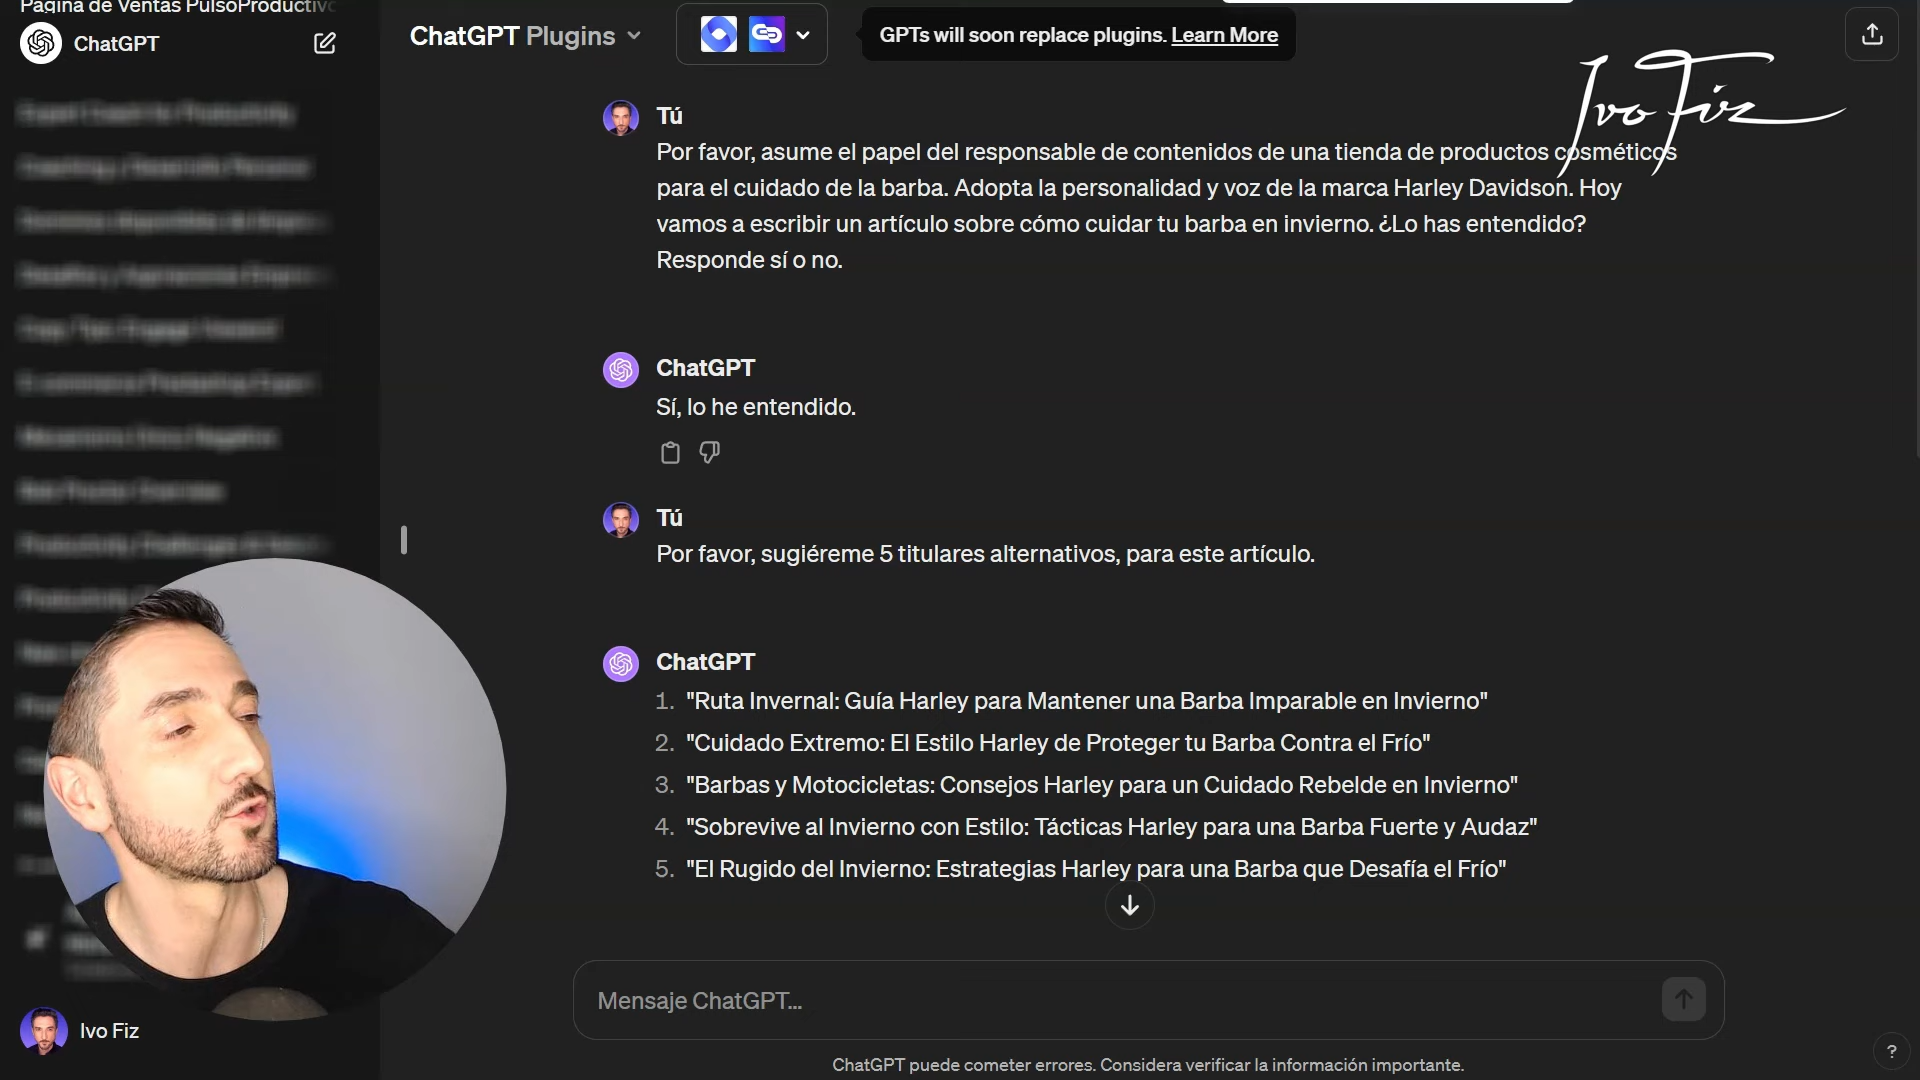 Página de Ventas PulsoProductivo
ChatGPT
ChatGPT Plugins
GPTs will soon replace plugins. Learn More
Ivo Fiz
Tú
Por favor, asume el papel del responsable de contenidos de una tienda de productos cosméticos
para el cuidado de la barba. Adopta la personalidad y voz de la marca Harley Davidson. Hoy
vamos a escribir un artículo sobre cómo cuidar tu barba en invierno. ¿Lo has entendido?
Responde sí o no.
ChatGPT
Sí, lo he entendido.
Tú
Por favor, sugiéreme 5 titulares alternativos, para este artículo.
ChatGPT
1. "Ruta Invernal: Guía Harley para Mantener una Barba Imparable en Invierno"
2. "Cuidado Extremo: El Estilo Harley de Proteger tu Barba Contra el Frío"
3. "Barbas y Motocicletas: Consejos Harley para un Cuidado Rebelde en Invierno"
4. "Sobrevive al Invierno con Estilo: Tácticas Harley para una Barba Fuerte y Audaz"
5. "El Rugido del Invierno: Estrategias Harley para una Barba que Desafía el Frío"
Mensaje ChatGPT...
Ivo Fiz
ChatGPT puede cometer errores. Considera verificar la información importante.
?